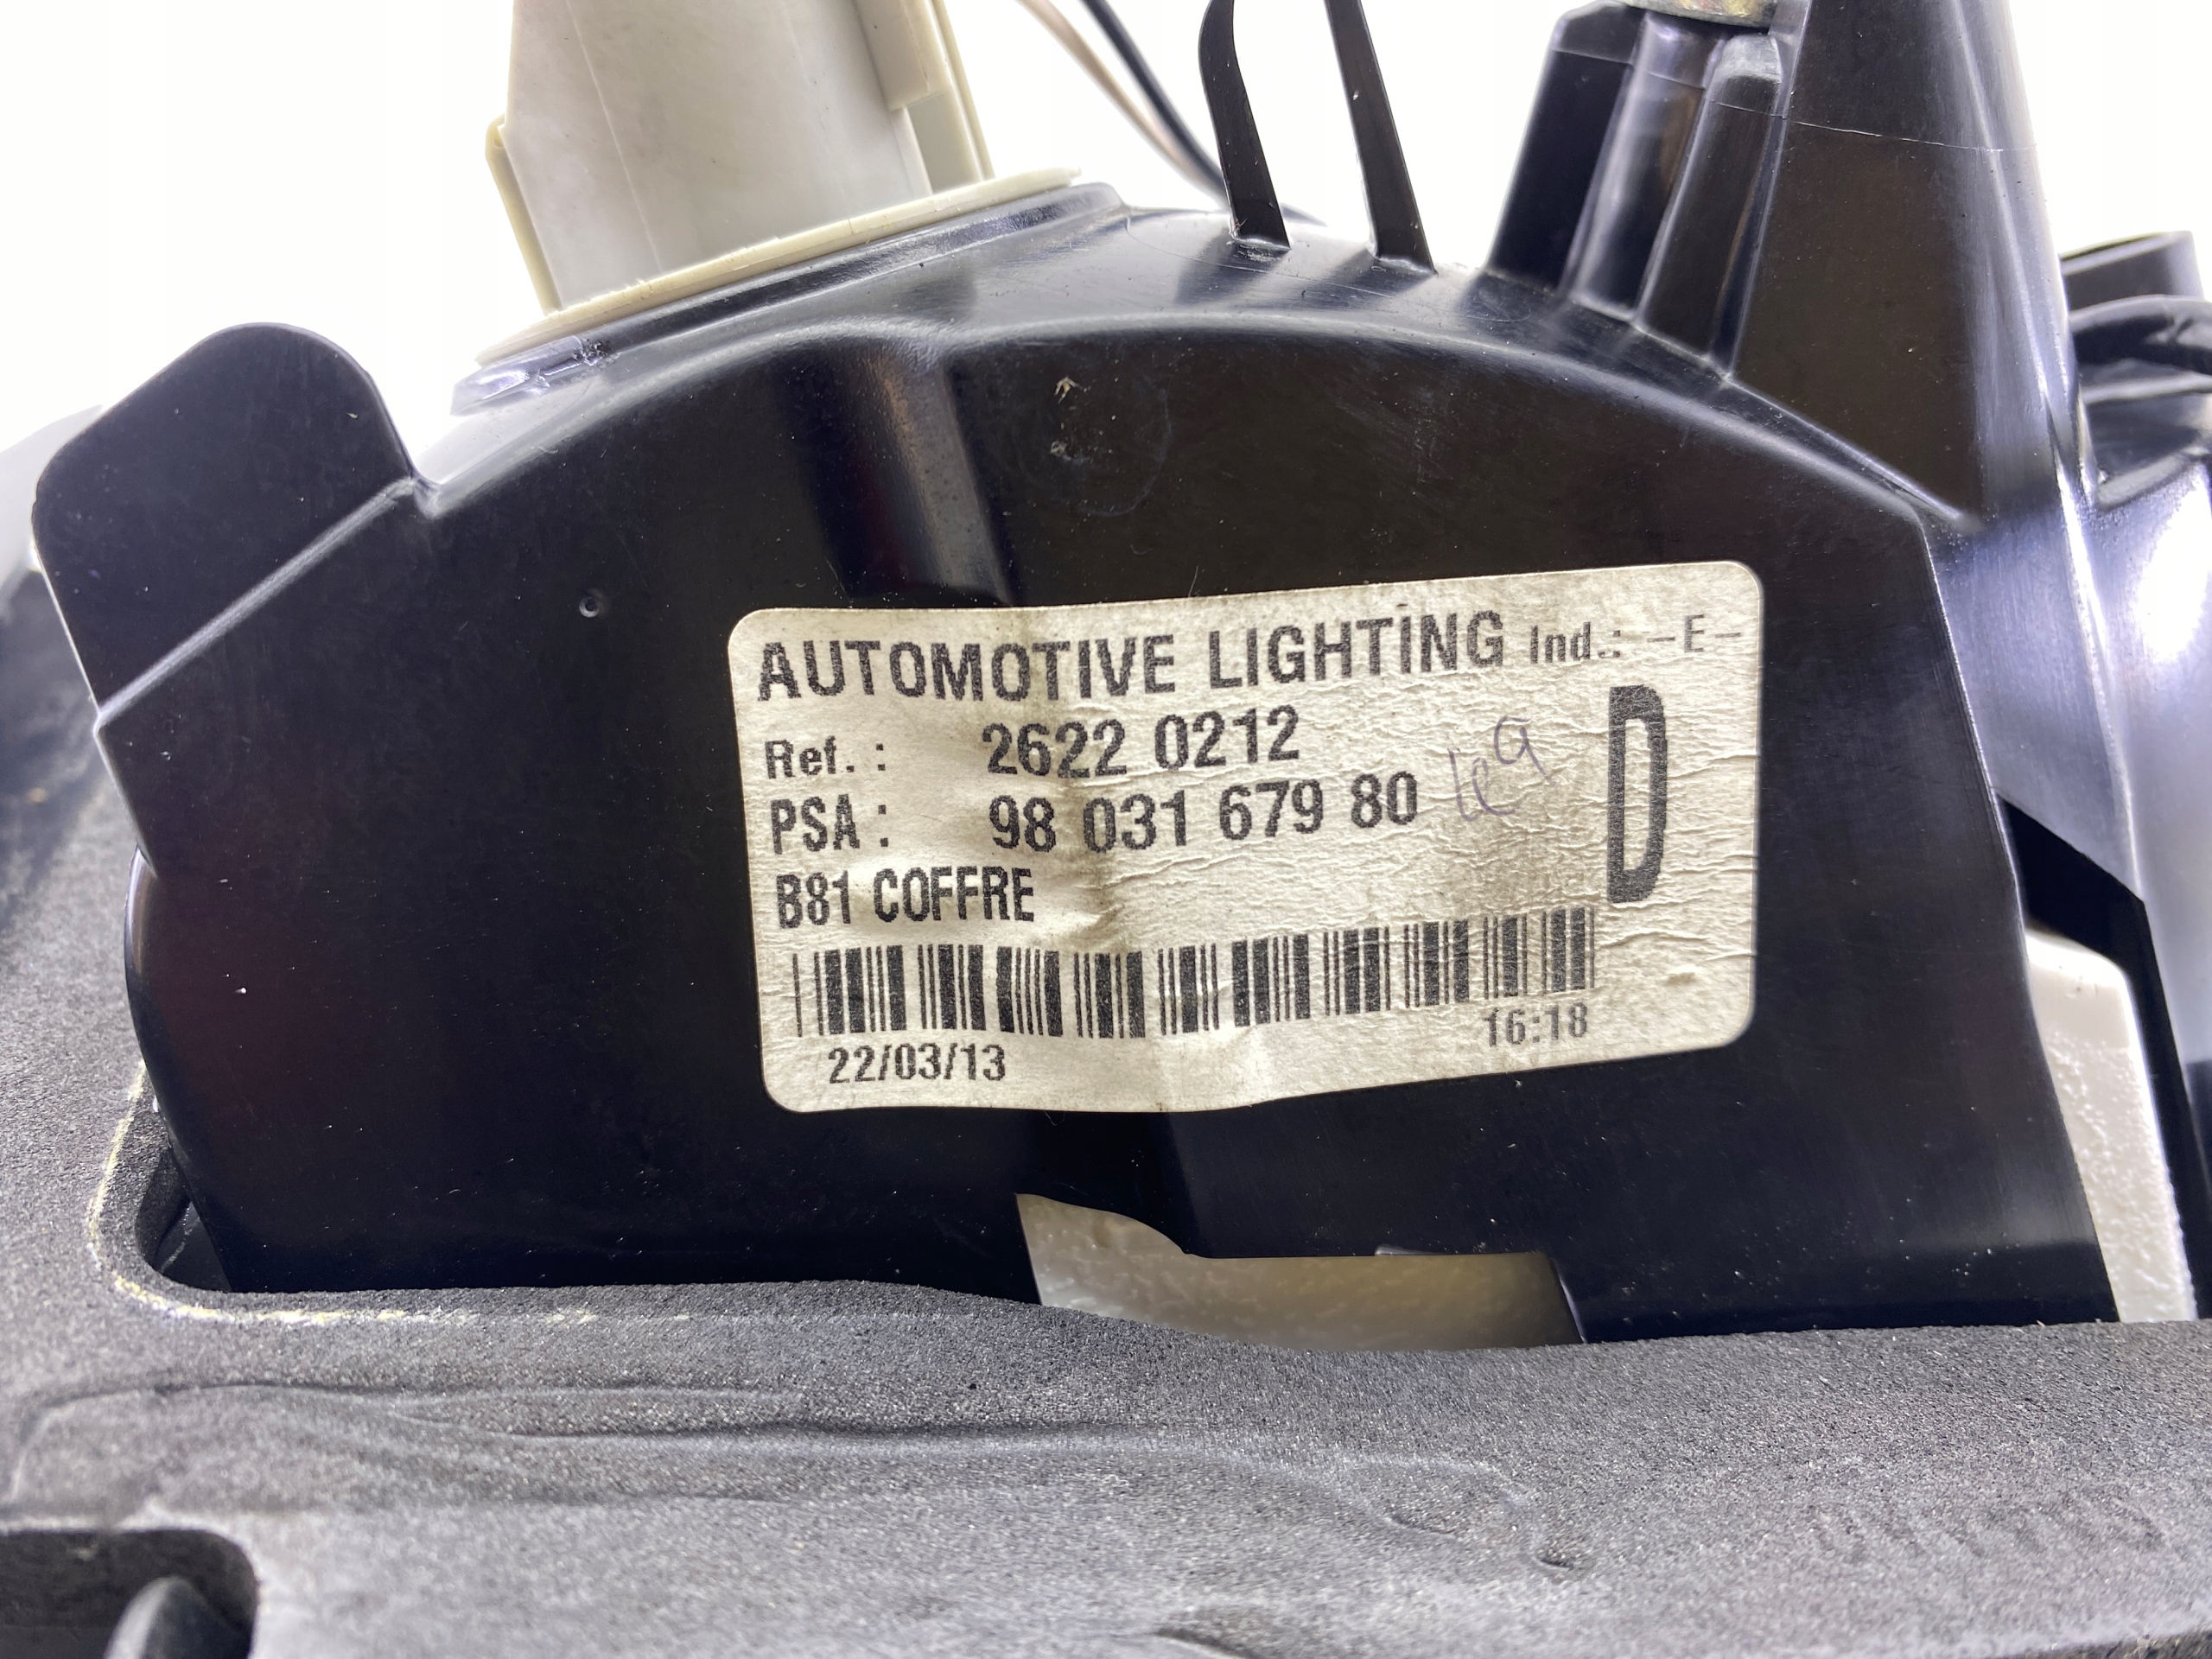 AUTOMOTIVE LIGHTING Ind.: -E-
Ref. : 2622 0212
PSA : 98 031 679 80
D
B81 COFFRE
22/03/13 16:18